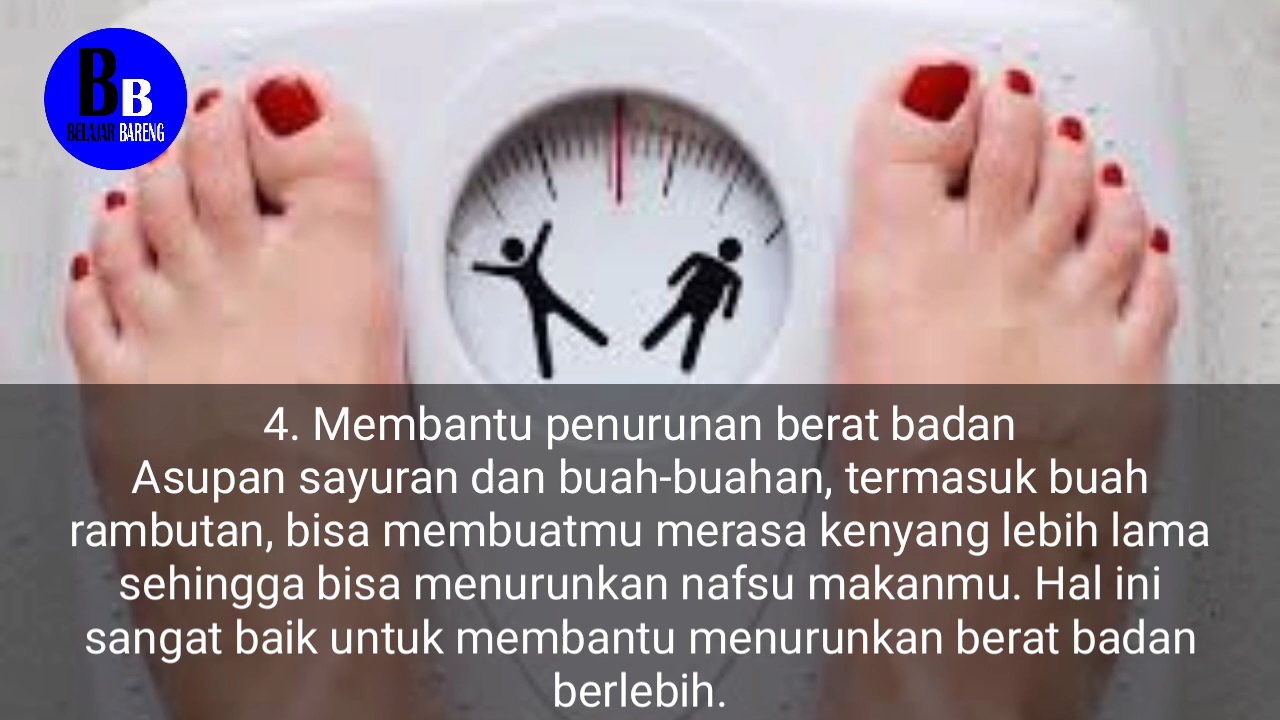 BB
BELAJAR BARENG
4. Membantu penurunan berat badan
Asupan sayuran dan buah-buahan, termasuk buah
rambutan, bisa membuatmu merasa kenyang lebih lama
sehingga bisa menurunkan nafsu makanmu. Hal ini
sangat baik untuk membantu menurunkan berat badan
berlebih.